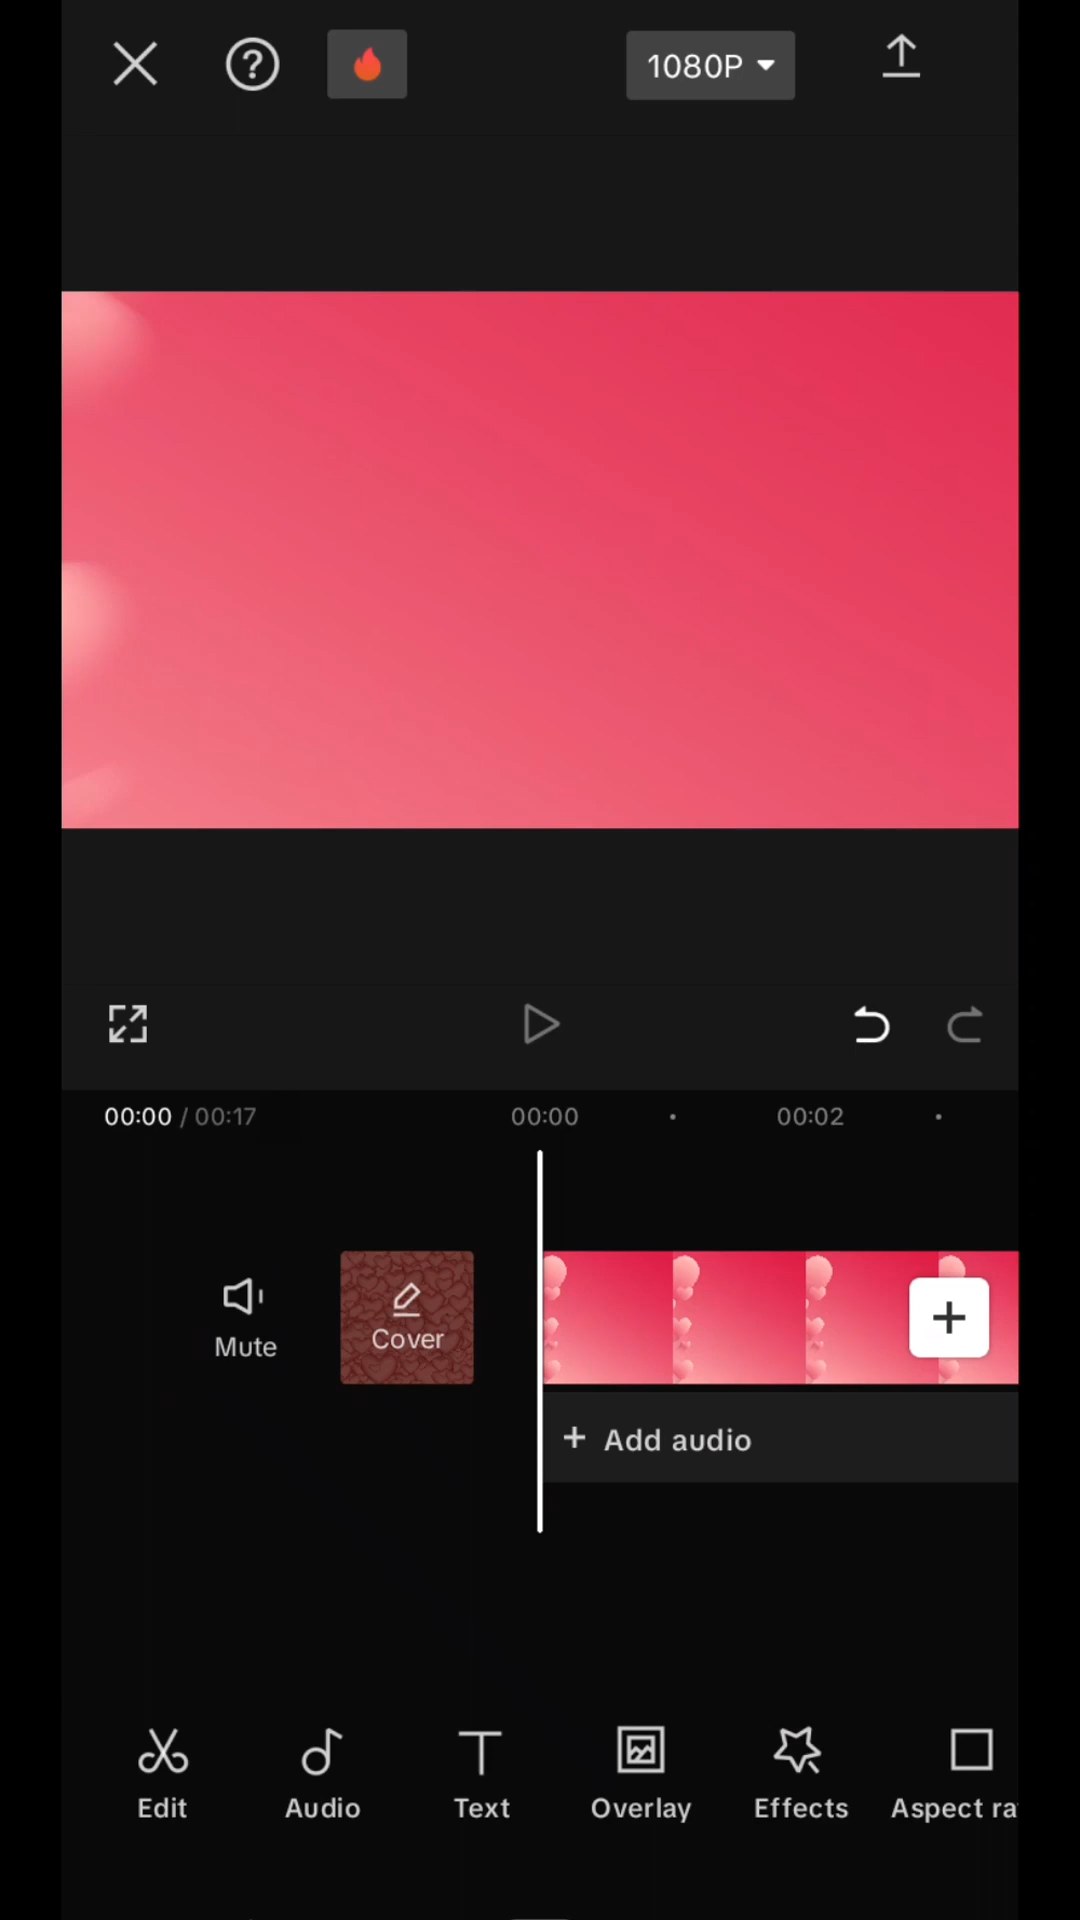 1080P
00:00 / 00:17
00:00
00:02
Mute
Cover
+ Add audio
Edit
Audio
Text
Overlay
Effects
Aspect ra